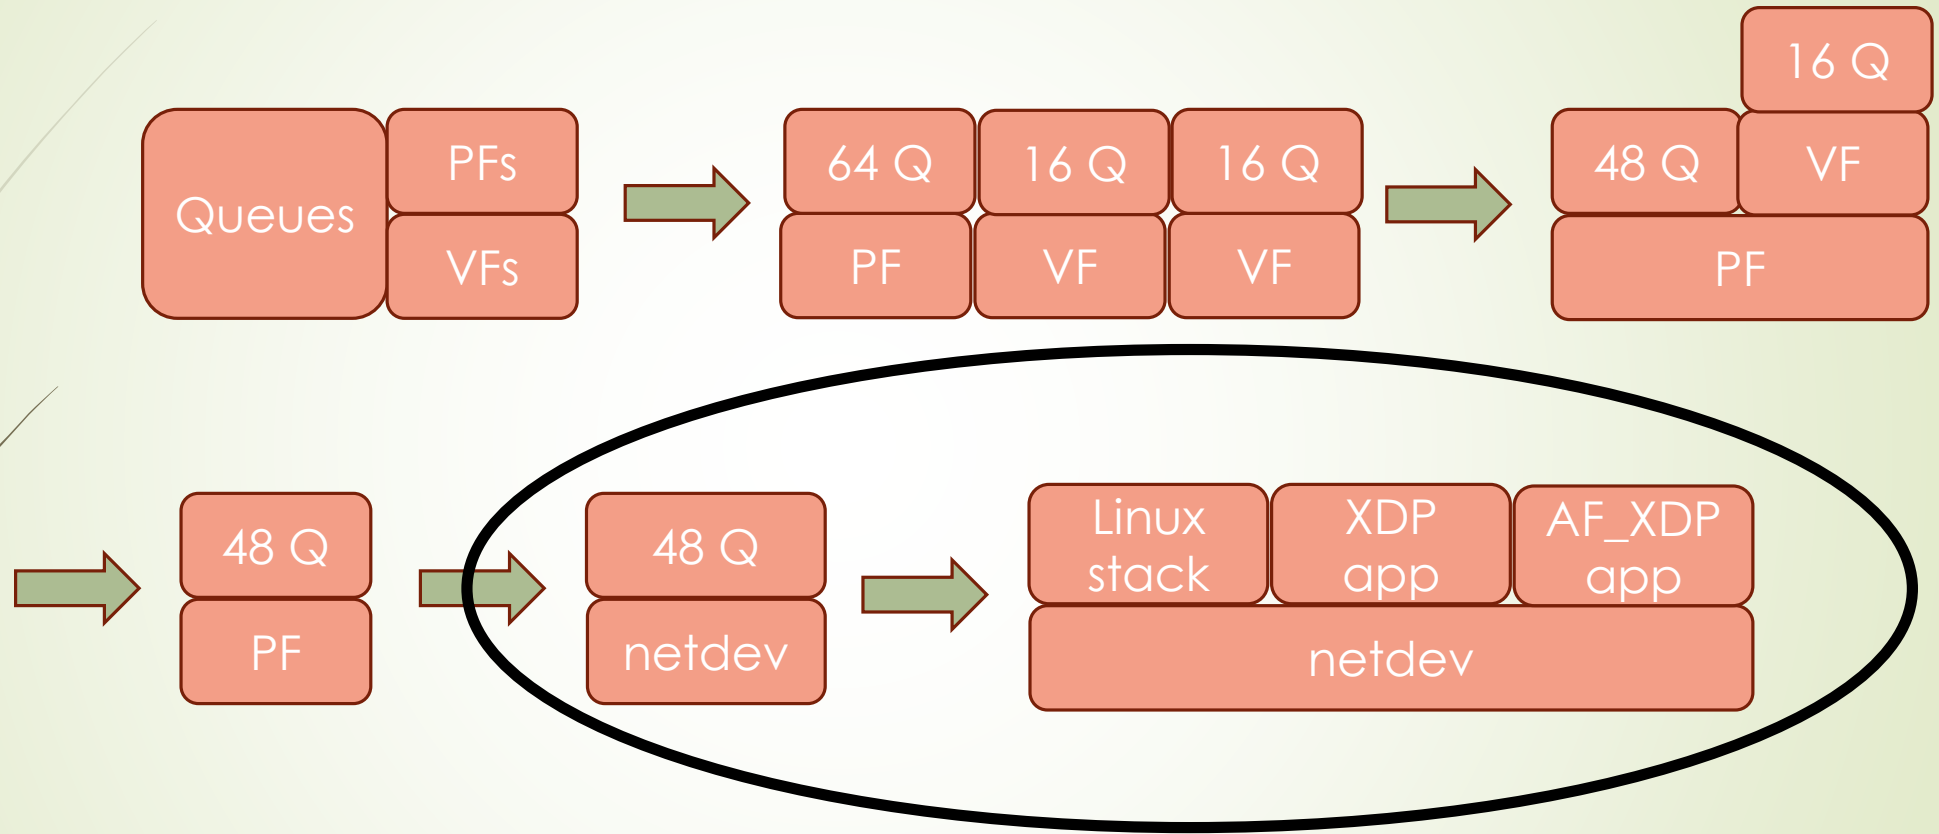 Queues
PFs
VFs
64 Q
16 Q
16 Q
PF
VF
VF
16 Q
48 Q
VF
PF
48 Q
PF
48 Q
netdev
Linux
stack
XDP
app
AF_XDP
app
netdev